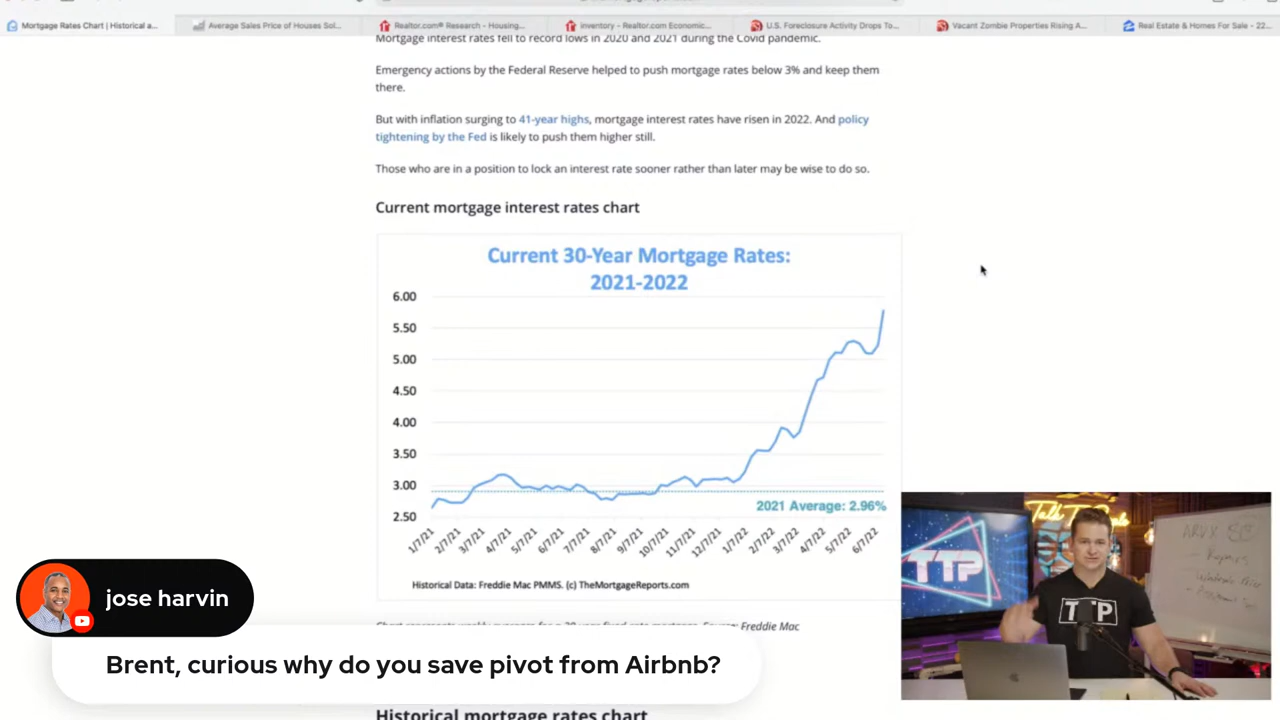 Mortgage Rates Chart | Historical a...
Average Sales Price of Houses Sol...
Realtor.com® Research - Housing...
inventory - Realtor.com Economic...
U.S. Foreclosure Activity Drops To...
Vacant Zombie Properties Rising A...
Real Estate & Homes For Sale - 22...
Mortgage interest rates fell to record lows in 2020 and 2021 during the Covid pandemic.
Emergency actions by the Federal Reserve helped to push mortgage rates below 3% and keep them
there.
But with inflation surging to 41-year highs, mortgage interest rates have risen in 2022. And policy
tightening by the Fed is likely to push them higher still.
Those who are in a position to lock an interest rate sooner rather than later may be wise to do so.
Current mortgage interest rates chart
Current 30-Year Mortgage Rates:
2021-2022
6.00
5.50
5.00
4.50
4.00
3.50
3.00
2.50
2021 Average: 2.96%
1/7/21
2/7/21
3/7/21
4/7/21
5/7/21
6/7/21
7/7/21
8/7/21
9/7/21
10/7/21
11/7/21
12/7/21
1/7/22
2/7/22
3/7/22
4/7/22
5/7/22
6/7/22
Historical Data: Freddie Mac PMMS. (c) TheMortgageReports.com
Freddie Mac
Historical mortgage rates chart
jose harvin
Brent, curious why do you save pivot from Airbnb?
TTP
Talk To People
TTP
Repairs